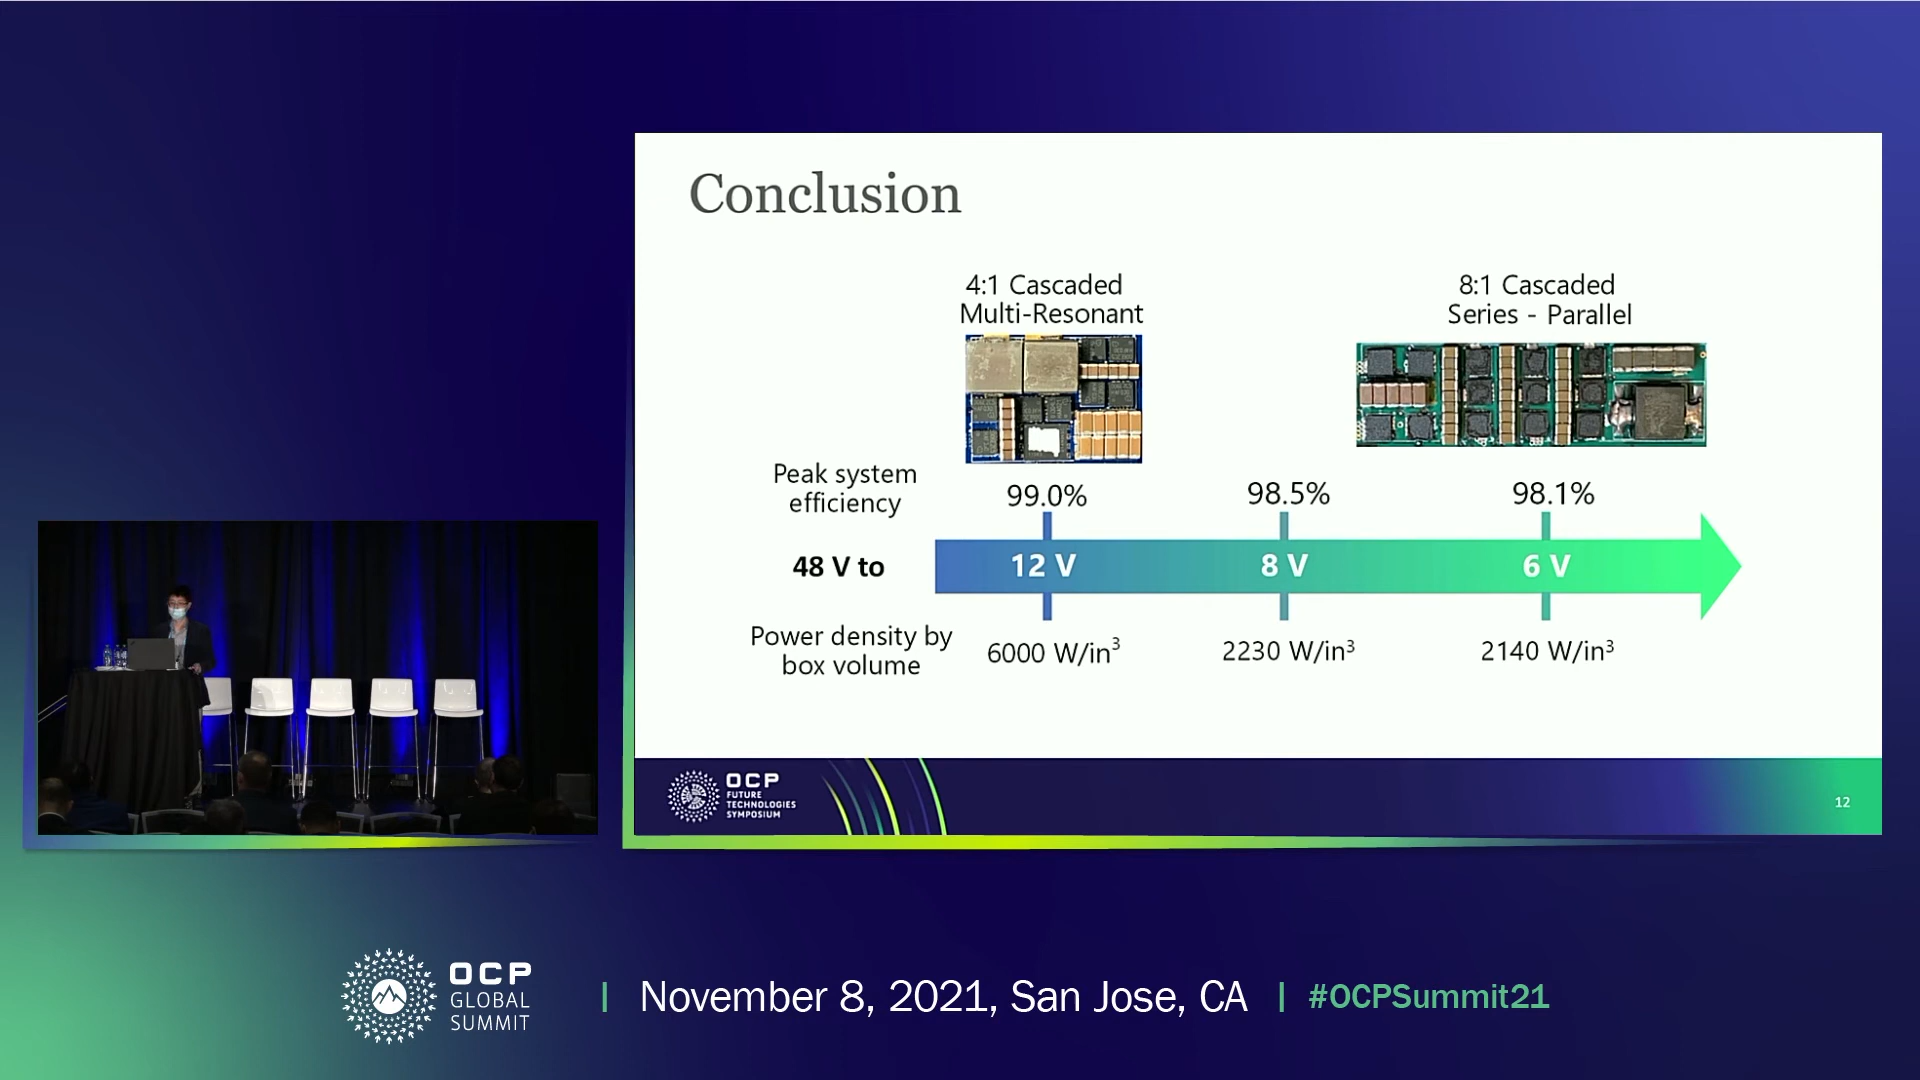 Conclusion
4:1 Cascaded
Multi-Resonant
8:1 Cascaded
Series - Parallel
Peak system
efficiency
99.0%
98.5%
98.1%
48 V to
12 V
8 V
6 V
Power density by
box volume
6000 W/in³
2230 W/in³
2140 W/in³
OCP
FUTURE
TECHNOLOGIES
SYMPOSIUM
12
OCP
GLOBAL
SUMMIT
| November 8, 2021, San Jose, CA | #OCPSummit21